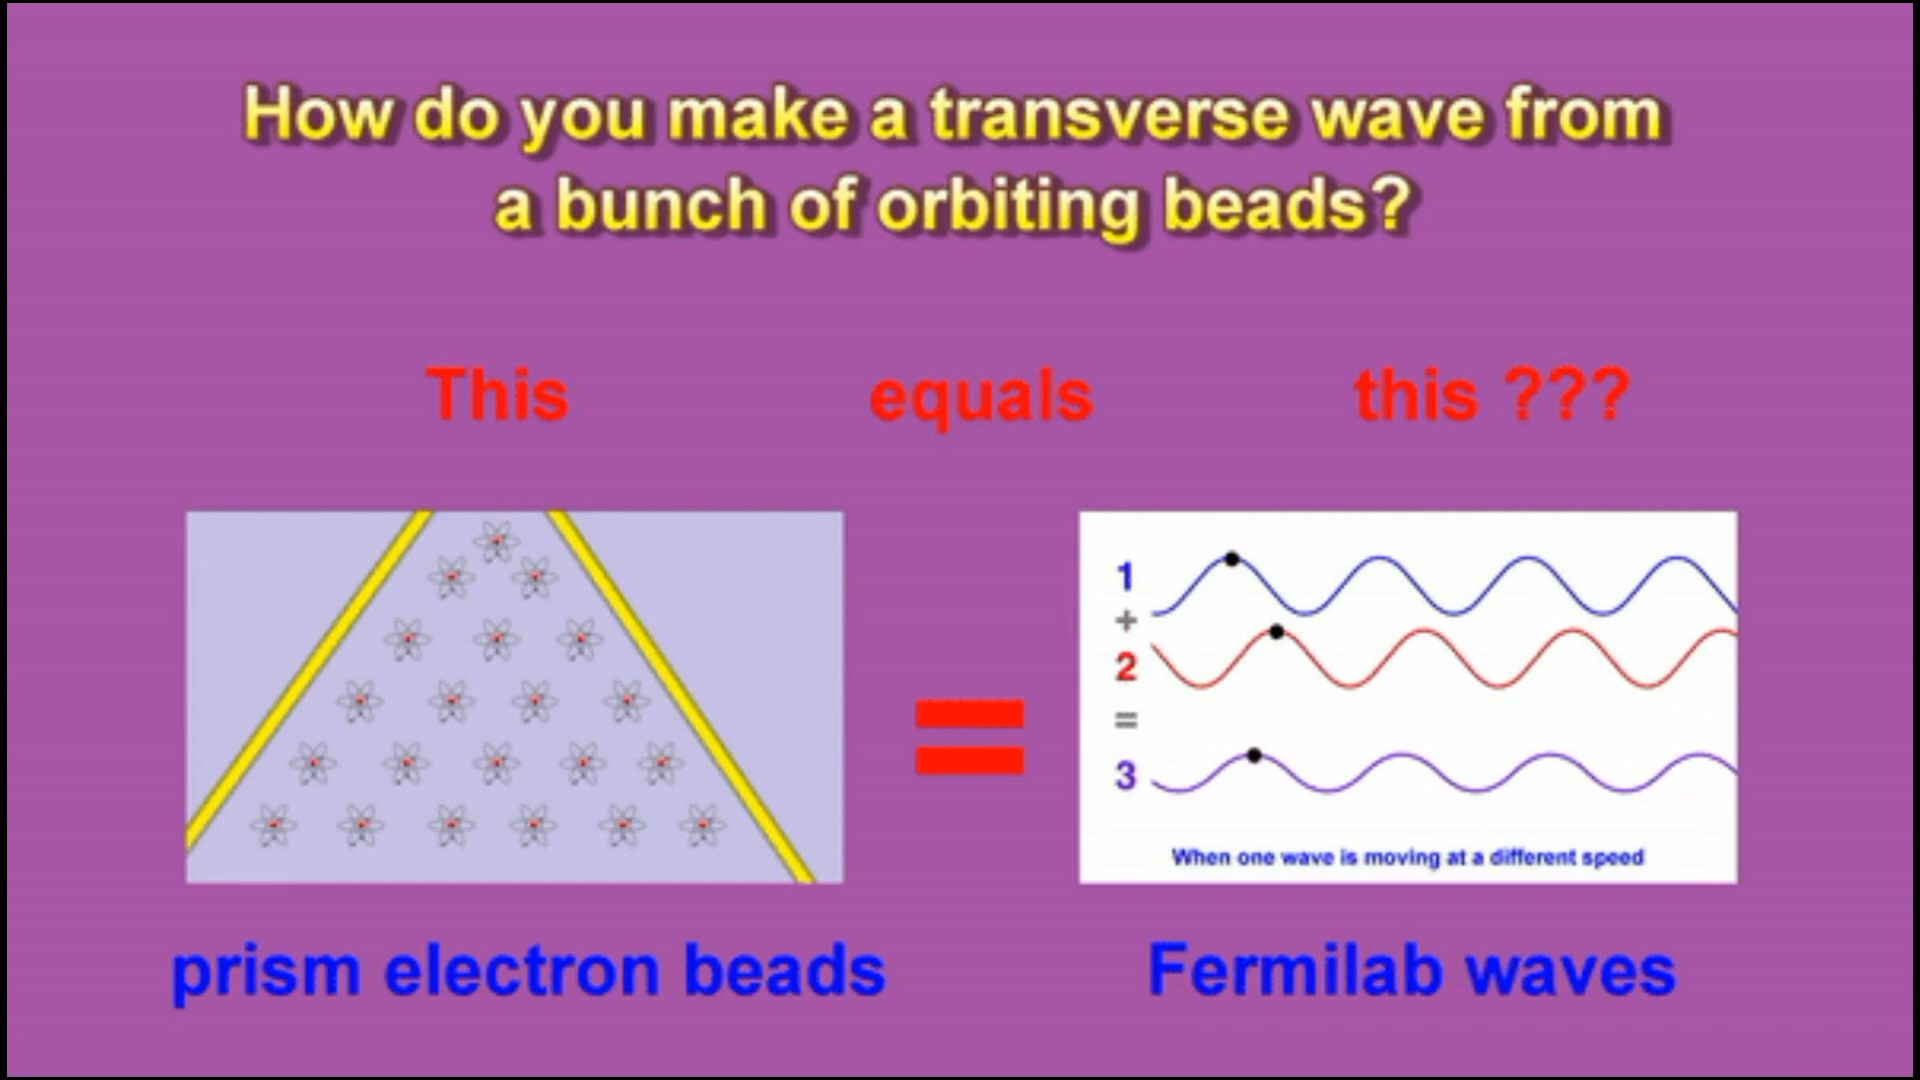 How do you make a transverse wave from
a bunch of orbiting beads?
This equals this ???
1
+
2
=
3
When one wave is moving at a different speed
=
prism electron beads
Fermilab waves